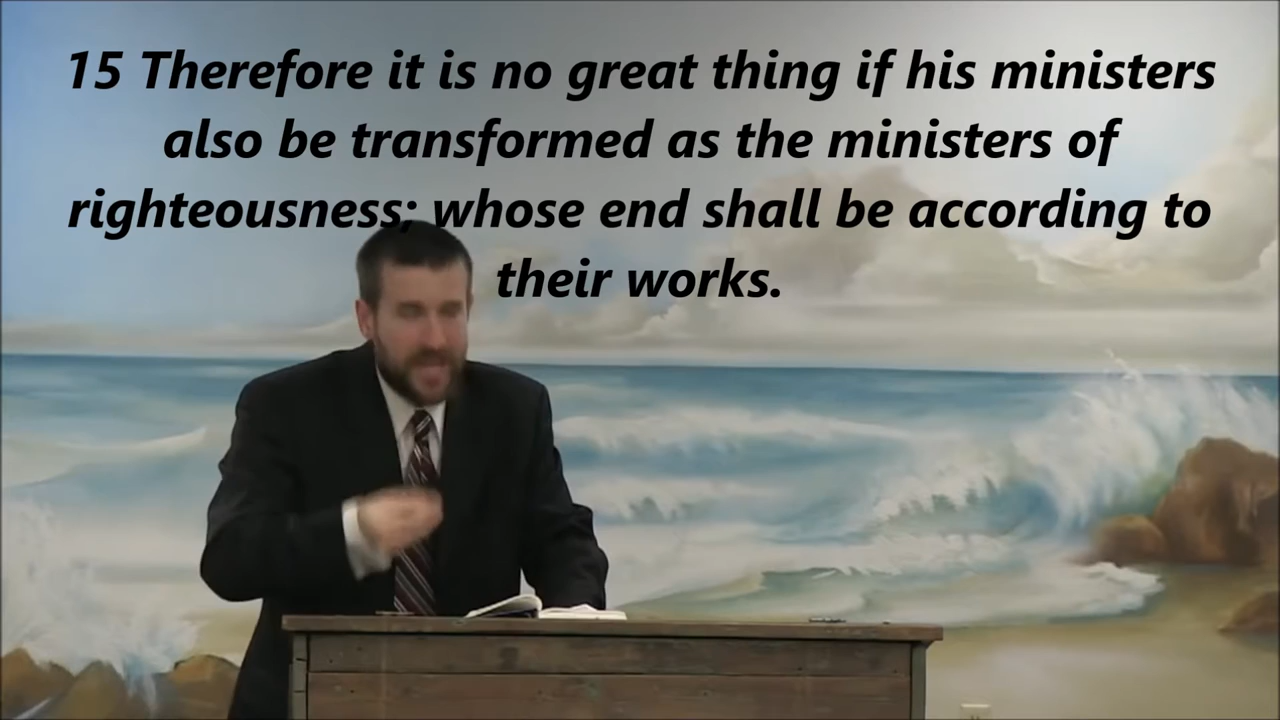 15 Therefore it is no great thing if his ministers
also be transformed as the ministers of
righteousness; whose end shall be according to
their works.